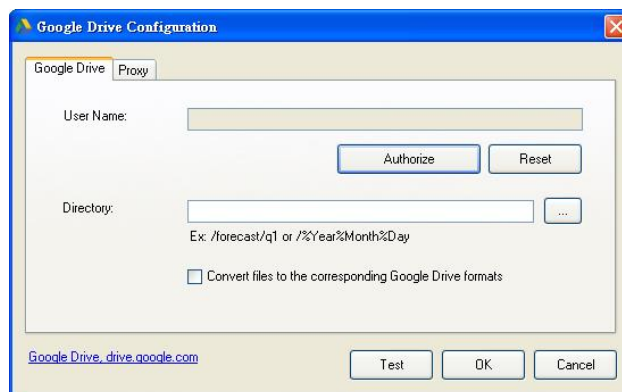 Google Drive Configuration
Google Drive Proxy
User Name:
Authorize Reset
Directory: ...
Ex: /forecast/q1 or /%Year%Month%Day
Convert files to the corresponding Google Drive formats
Google Drive, drive.google.com Test OK Cancel